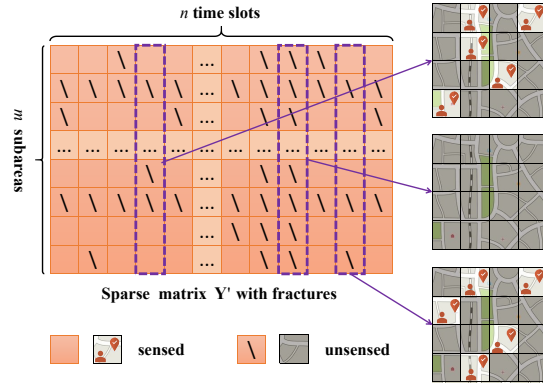 n time slots
m subareas
\ ... \ \ \
\ \ \ \ \ ... \ \ \ \ \ \
\ \ ... \ \ \
... ... ... ... ... ... ... ... ... ... ... ...
\ ... \ \
\ \ \ \ \ ... \ \ \ \ \ \
... \ \ \
\ ... \ \ \
Sparse matrix Y' with fractures
sensed
\ unsensed